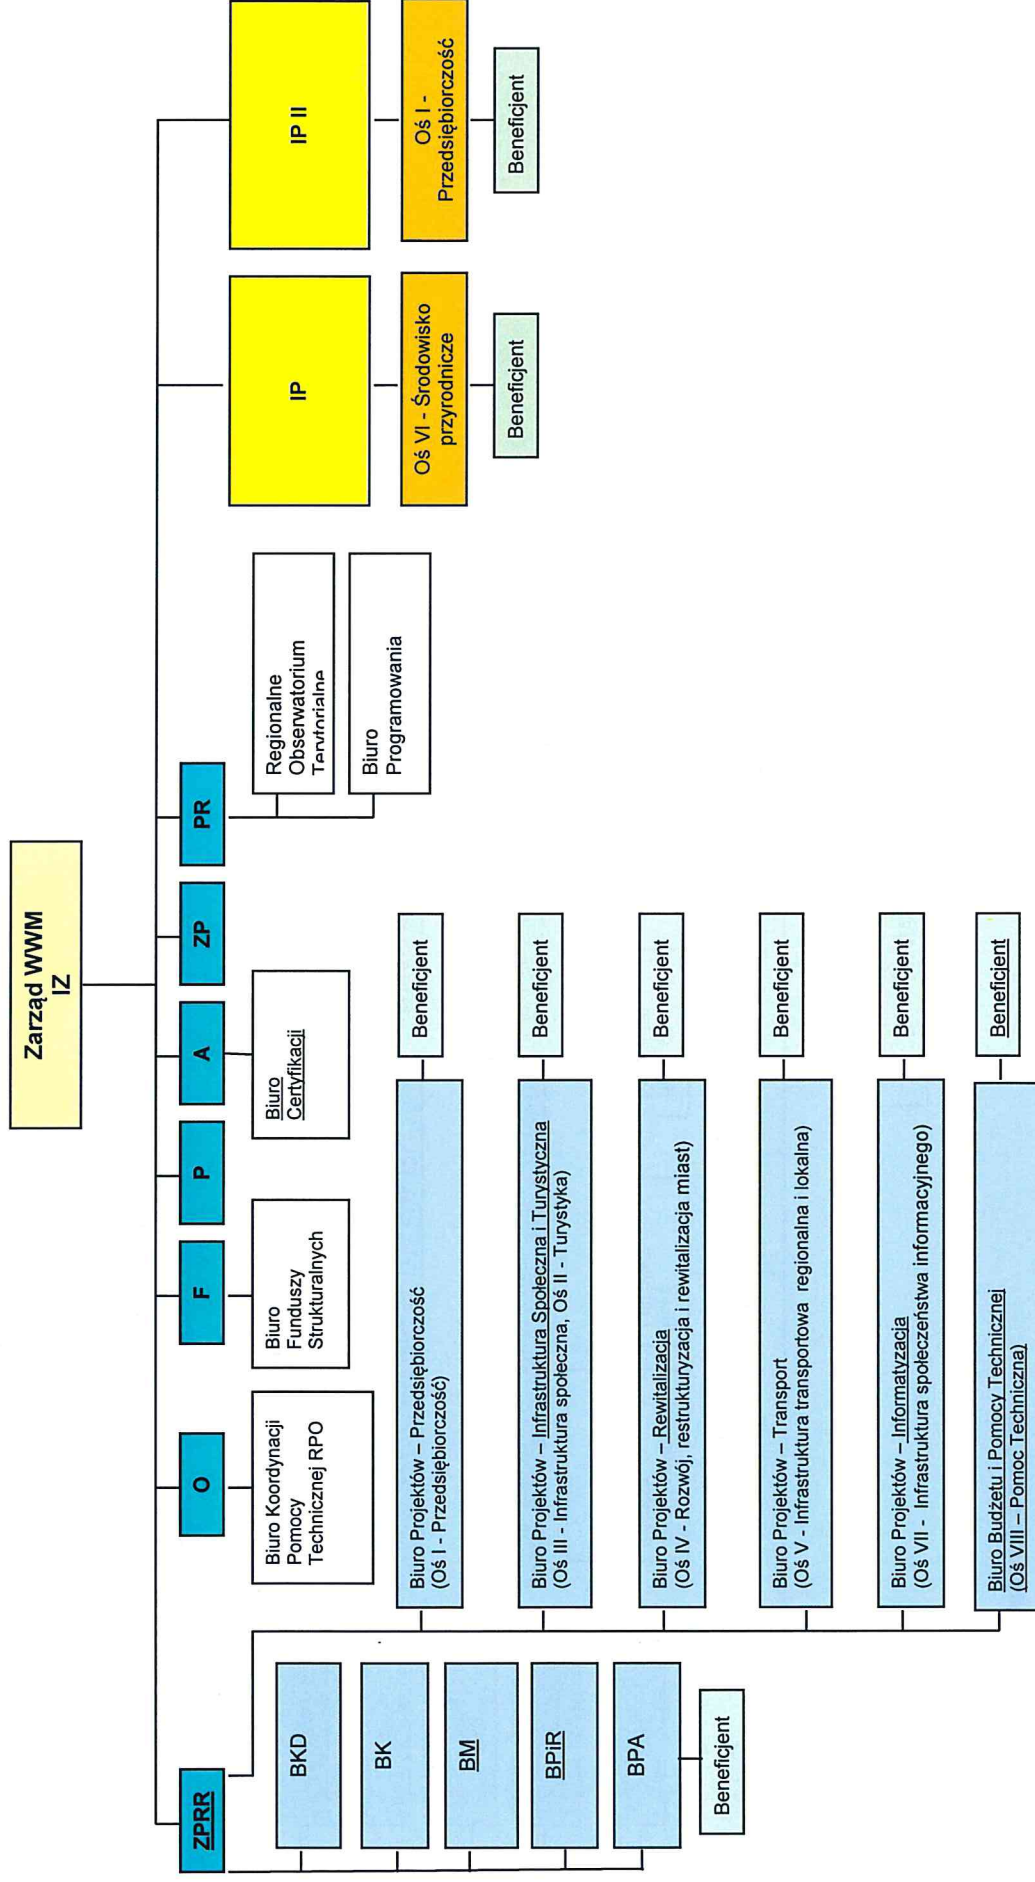 Zarząd WWM
IZ
ZPRR
O
F
P
A
ZP
PR
IP
IP II
BKD
BK
BM
BPiR
BPA
Beneficjent
Biuro Koordynacji
Pomocy
Technicznej RPO
Biuro
Funduszy
Strukturalnych
Biuro
Certyfikacji
Regionalne
Obserwatorium
Terytorialne
Biuro
Programowania
Oś VI - Środowisko
przyrodnicze
Beneficjent
Oś I -
Przedsiębiorczość
Beneficjent
Biuro Projektów – Przedsiębiorczość
(Oś I - Przedsiębiorczość)
Beneficjent
Biuro Projektów – Infrastruktura Społeczna i Turystyczna
(Oś III - Infrastruktura społeczna, Oś II - Turystyka)
Beneficjent
Biuro Projektów – Rewitalizacja
(Oś IV - Rozwój, restrukturyzacja i rewitalizacja miast)
Beneficjent
Biuro Projektów – Transport
(Oś V - Infrastruktura transportowa regionalna i lokalna)
Beneficjent
Biuro Projektów – Informatyzacja
(Oś VII - Infrastruktura społeczeństwa informacyjnego)
Beneficjent
Biuro Budżetu i Pomocy Technicznej
(Oś VIII – Pomoc Techniczna)
Beneficjent